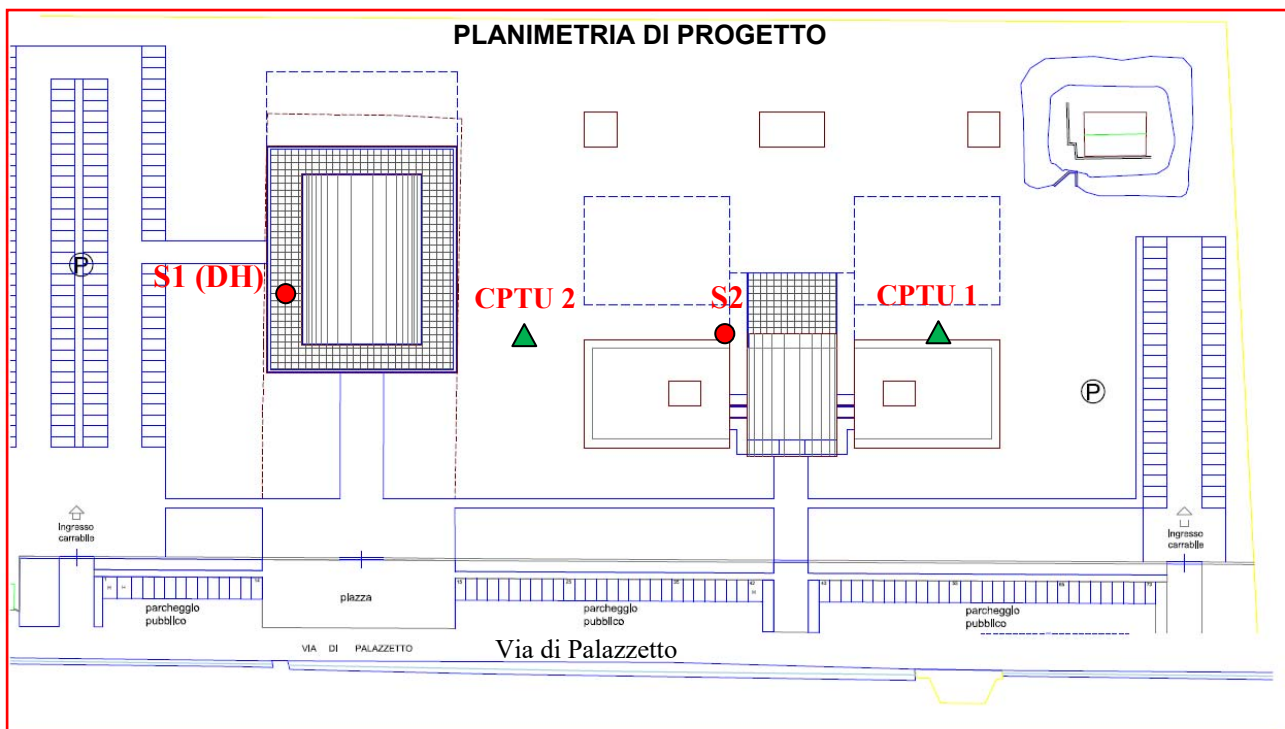 PLANIMETRIA DI PROGETTO
P
S1 (DH)
CPTU 2
S2
CPTU 1
P
Ingresso
carrabile
Ingresso
carrabile
parcheggio
pubblico
plazza
parcheggio
pubblico
parcheggio
pubblico
VIA DI PALAZZETTO
Via di Palazzetto